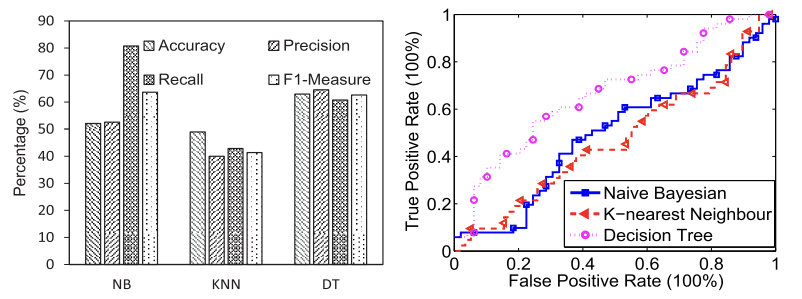 90
80
70
60
50
40
30
20
10
0
Percentage (%)
Accuracy
Precision
Recall
F1-Measure
NB
KNN
DT
1
0.8
0.6
0.4
0.2
0
True Positive Rate (100%)
Naive Bayesian
K−nearest Neighbour
Decision Tree
0
0.2
0.4
0.6
0.8
1
False Positive Rate (100%)